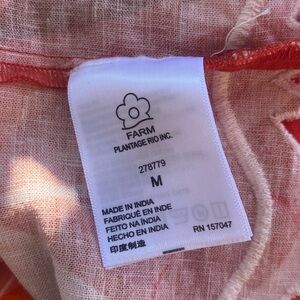 FARM
PLANTAGE RIO INC.
278779
M
MADE IN INDIA
FABRIQUÉ EN INDE
FEITO NA ÍNDIA
HECHO EN INDIA
印度制造
RN 157047